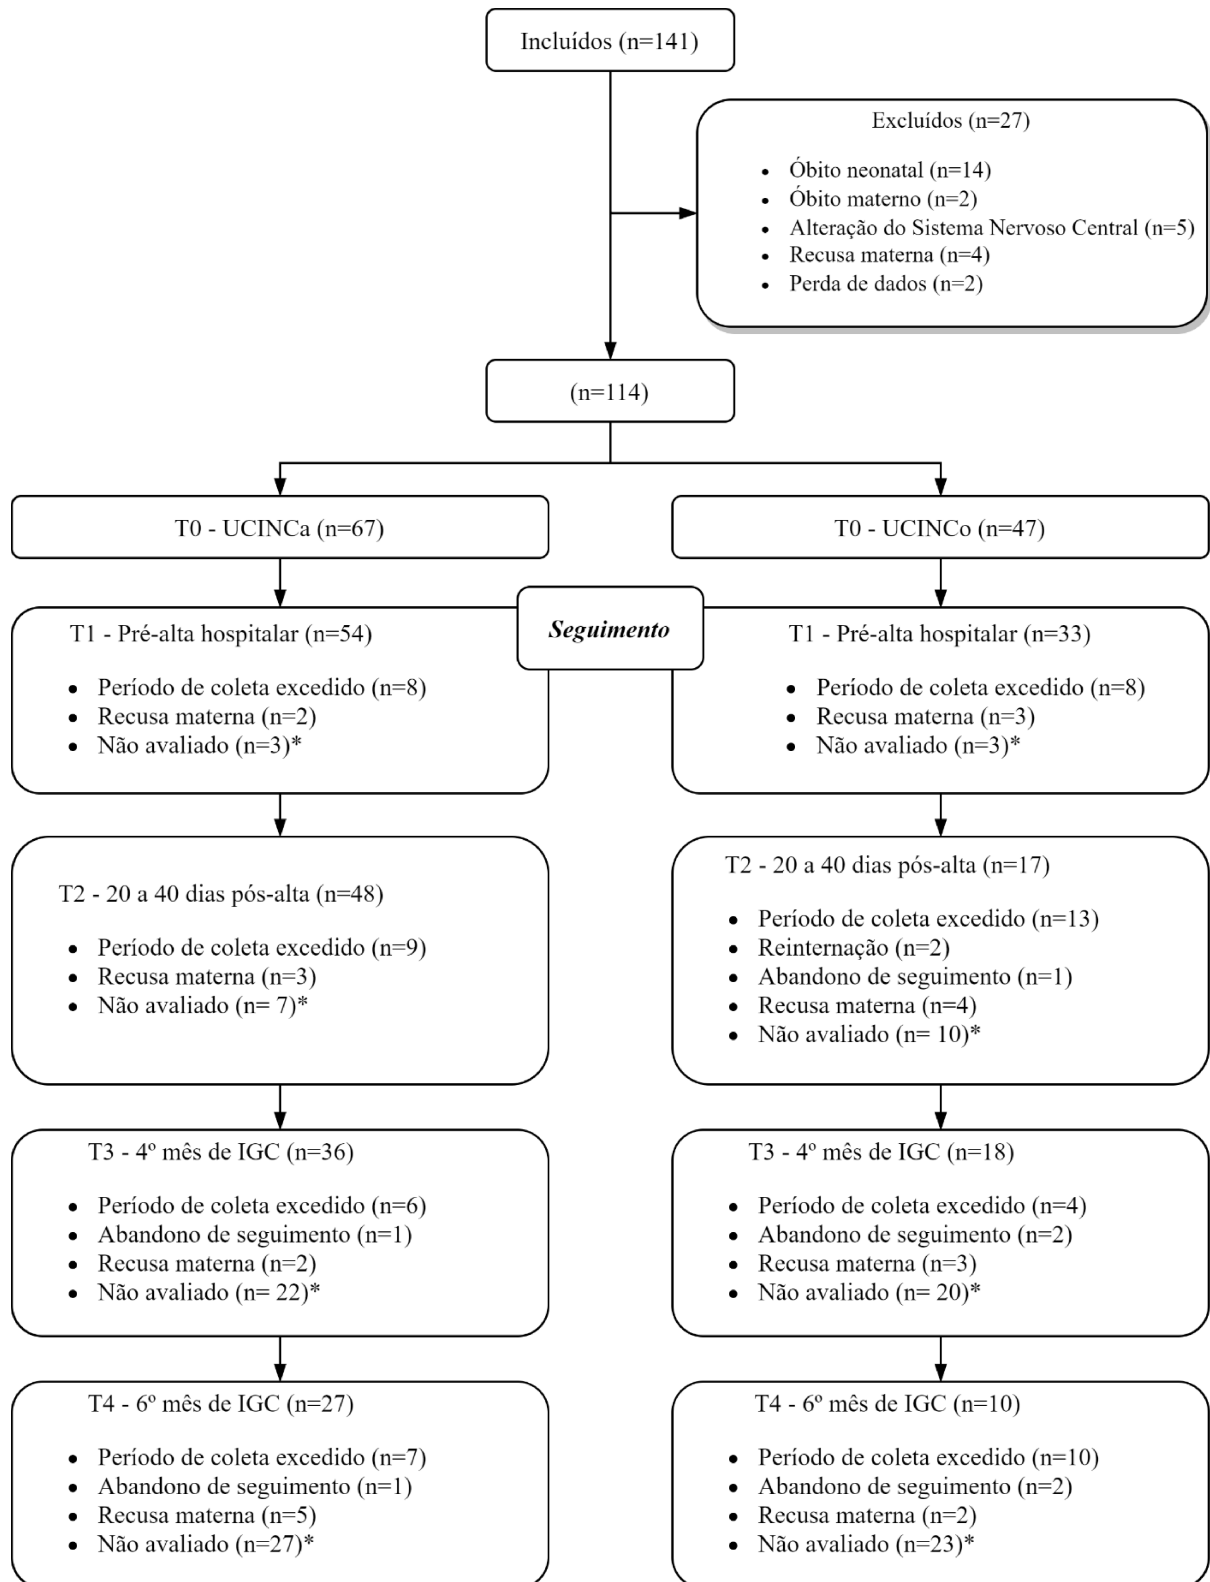 Incluídos (n=141)
Excluídos (n=27)
• Óbito neonatal (n=14)
• Óbito materno (n=2)
• Alteração do Sistema Nervoso Central (n=5)
• Recusa materna (n=4)
• Perda de dados (n=2)
(n=114)
T0 - UCINCa (n=67)
T0 - UCINCo (n=47)
Seguimento
T1 - Pré-alta hospitalar (n=54)
• Período de coleta excedido (n=8)
• Recusa materna (n=2)
• Não avaliado (n=3)*
T1 - Pré-alta hospitalar (n=33)
• Período de coleta excedido (n=8)
• Recusa materna (n=3)
• Não avaliado (n=3)*
T2 - 20 a 40 dias pós-alta (n=48)
• Período de coleta excedido (n=9)
• Recusa materna (n=3)
• Não avaliado (n= 7)*
T2 - 20 a 40 dias pós-alta (n=17)
• Período de coleta excedido (n=13)
• Reinternação (n=2)
• Abandono de seguimento (n=1)
• Recusa materna (n=4)
• Não avaliado (n= 10)*
T3 - 4º mês de IGC (n=36)
• Período de coleta excedido (n=6)
• Abandono de seguimento (n=1)
• Recusa materna (n=2)
• Não avaliado (n= 22)*
T3 - 4º mês de IGC (n=18)
• Período de coleta excedido (n=4)
• Abandono de seguimento (n=2)
• Recusa materna (n=3)
• Não avaliado (n= 20)*
T4 - 6º mês de IGC (n=27)
• Período de coleta excedido (n=7)
• Abandono de seguimento (n=1)
• Recusa materna (n=5)
• Não avaliado (n=27)*
T4 - 6º mês de IGC (n=10)
• Período de coleta excedido (n=10)
• Abandono de seguimento (n=2)
• Recusa materna (n=2)
• Não avaliado (n=23)*